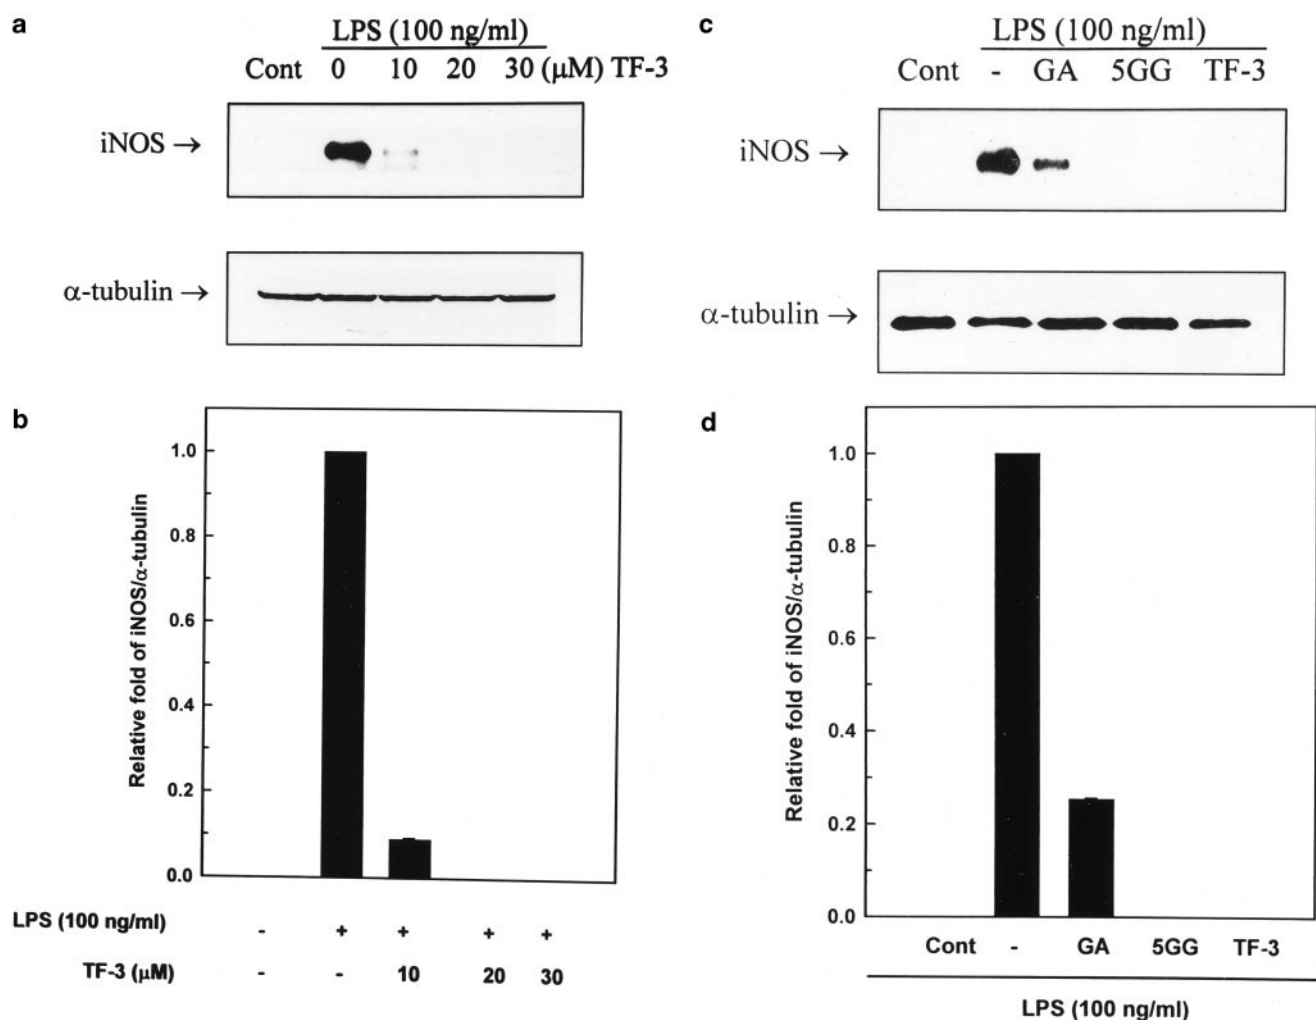 a
LPS (100 ng/ml)
Cont 0 10 20 30 (μM) TF-3
iNOS →
α-tubulin →
b
Relative fold of iNOS/α-tubulin
1.0
0.8
0.6
0.4
0.2
0.0
LPS (100 ng/ml) - + + + +
TF-3 (μM) - - 10 20 30
c
LPS (100 ng/ml)
Cont - GA 5GG TF-3
iNOS →
α-tubulin →
d
Relative fold of iNOS/α-tubulin
1.0
0.8
0.6
0.4
0.2
0.0
Cont - GA 5GG TF-3
LPS (100 ng/ml)